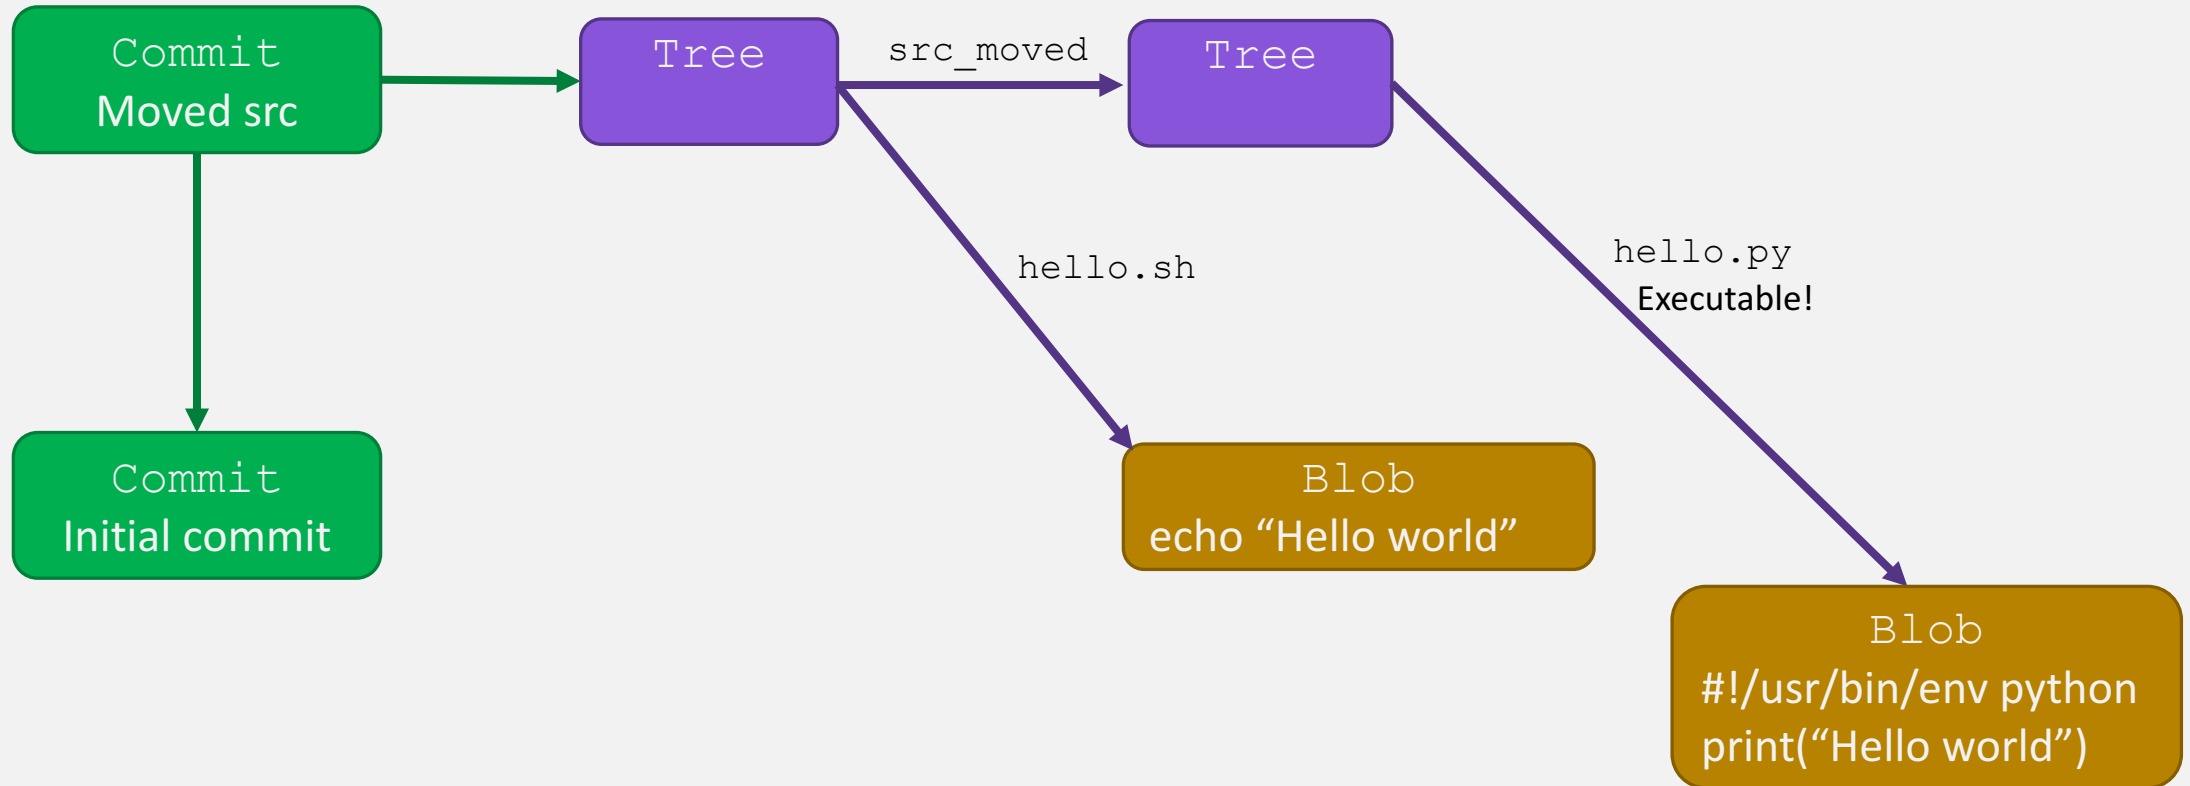 Commit
Moved src
Tree
src_moved
Tree
hello.sh
hello.py
Executable!
Commit
Initial commit
Blob
echo “Hello world”
Blob
#!/usr/bin/env python
print(“Hello world”)